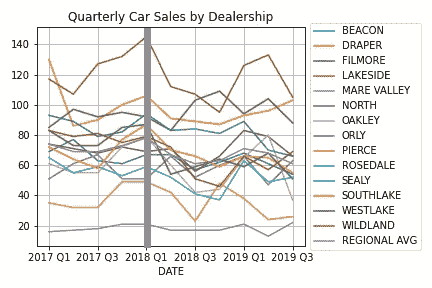 Quarterly Car Sales by Dealership
140
120
100
80
60
40
20
2017 Q1 2017 Q3 2018 Q1 2018 Q3 2019 Q1 2019 Q3
DATE
BEACON
DRAPER
FILMORE
LAKESIDE
MARE VALLEY
NORTH
OAKLEY
ORLY
PIERCE
ROSEDALE
SEALY
SOUTHLAKE
WESTLAKE
WILDLAND
REGIONAL AVG